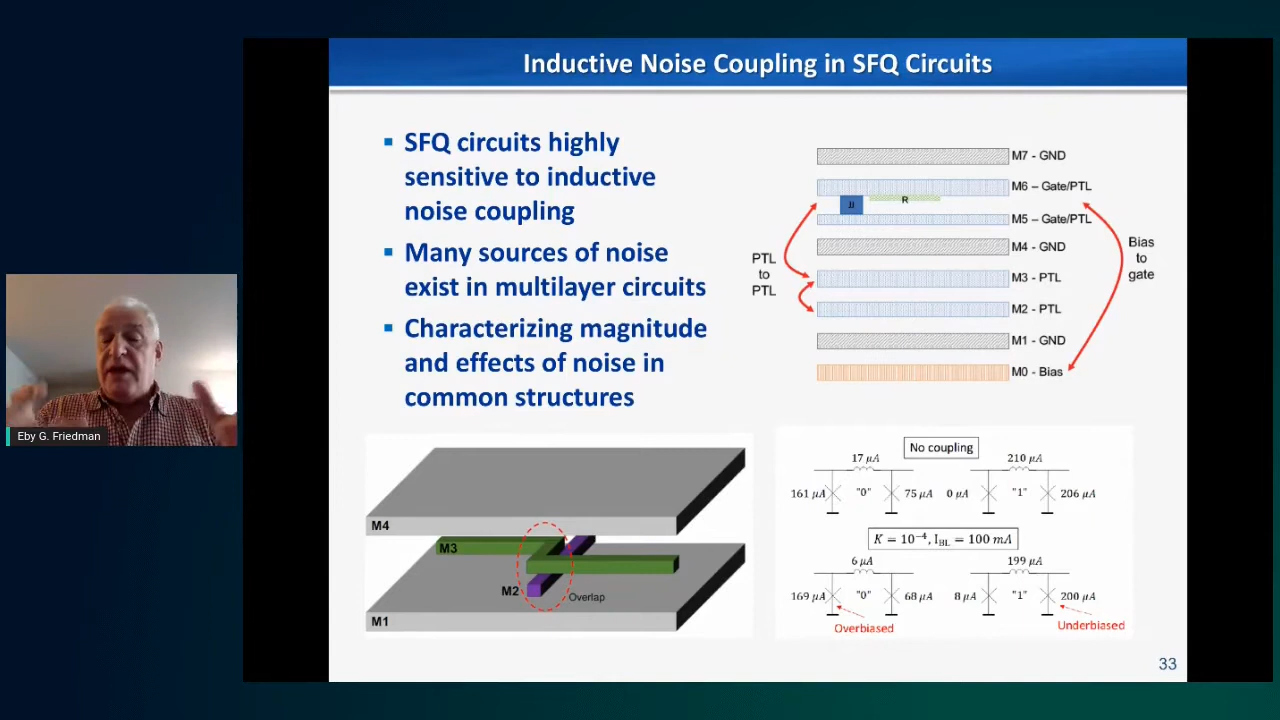 Inductive Noise Coupling in SFQ Circuits
SFQ circuits highly
sensitive to inductive
noise coupling
Many sources of noise
exist in multilayer circuits
Characterizing magnitude
and effects of noise in
common structures
M7 - GND
M6 – Gate/PTL
JJ
R
M5 – Gate/PTL
M4 - GND
M3 - PTL
M2 - PTL
M1 - GND
M0 - Bias
PTL
to
PTL
Bias
to
gate
Eby G. Friedman
M4
M3
M2
Overlap
M1
No coupling
17 μA
210 μA
161 μA
"0"
75 μA
0 μA
"1"
206 μA
K = 10⁻⁴, I_BL = 100 mA
6 μA
199 μA
169 μA
"0"
68 μA
8 μA
"1"
200 μA
Overbiased
Underbiased
33